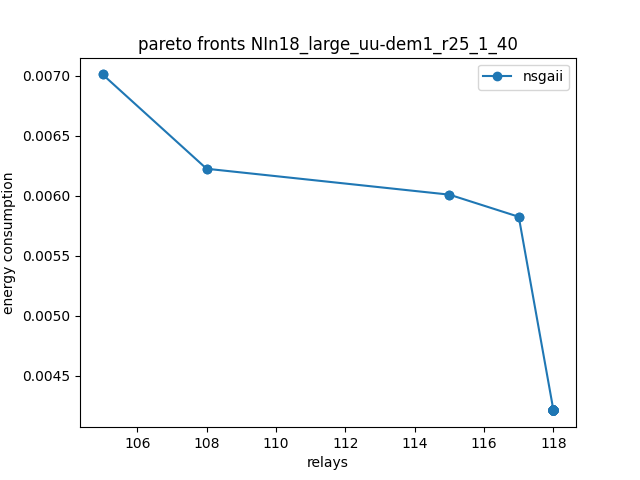 pareto fronts NIn18_large_uu-dem1_r25_1_40
nsgaii
0.0070
0.0065
0.0060
0.0055
0.0050
0.0045
energy consumption
106 108 110 112 114 116 118
relays